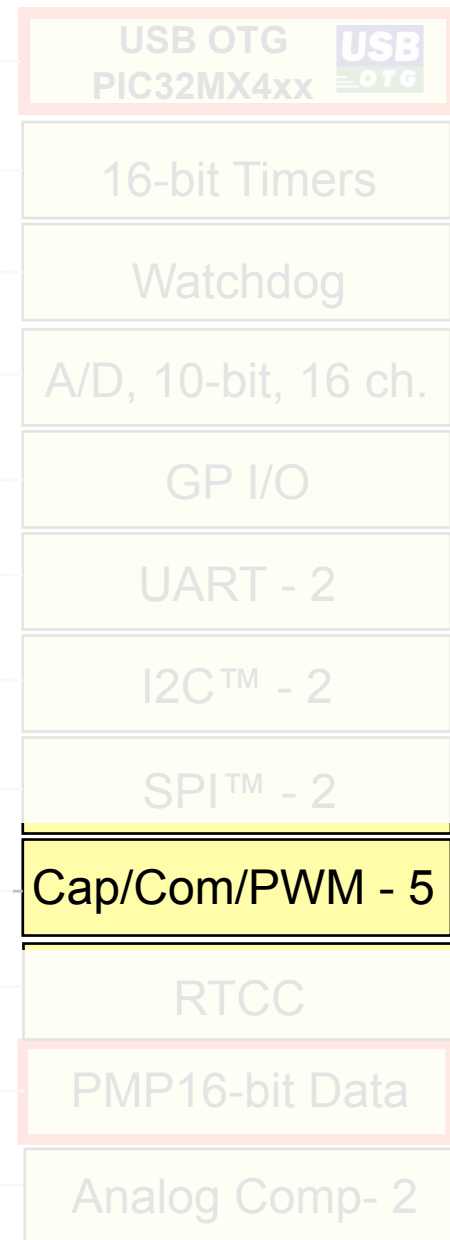 USB OTG
PIC32MX4xx
USB
OTG
16-bit Timers
Watchdog
A/D, 10-bit, 16 ch.
GP I/O
UART - 2
I2C™ - 2
SPI™ - 2
Cap/Com/PWM - 5
RTCC
PMP16-bit Data
Analog Comp- 2